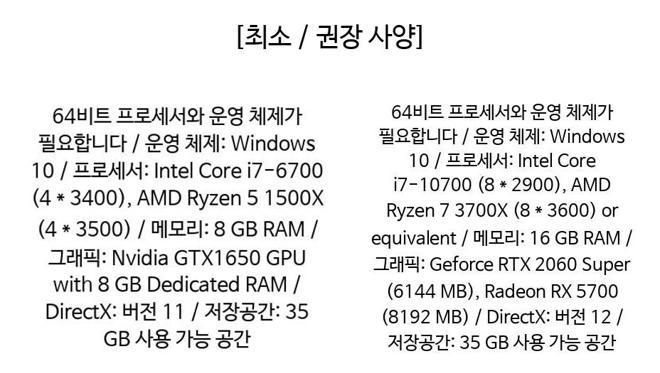 [최소 / 권장 사양]
64비트 프로세서와 운영 체제가
필요합니다 / 운영 체제: Windows
10 / 프로세서: Intel Core i7-6700
(4 * 3400), AMD Ryzen 5 1500X
(4 * 3500) / 메모리: 8 GB RAM /
그래픽: Nvidia GTX1650 GPU
with 8 GB Dedicated RAM /
DirectX: 버전 11 / 저장공간: 35
GB 사용 가능 공간
64비트 프로세서와 운영 체제가
필요합니다 / 운영 체제: Windows
10 / 프로세서: Intel Core
i7-10700 (8 * 2900), AMD
Ryzen 7 3700X (8 * 3600) or
equivalent / 메모리: 16 GB RAM /
그래픽: Geforce RTX 2060 Super
(6144 MB), Radeon RX 5700
(8192 MB) / DirectX: 버전 12 /
저장공간: 35 GB 사용 가능 공간